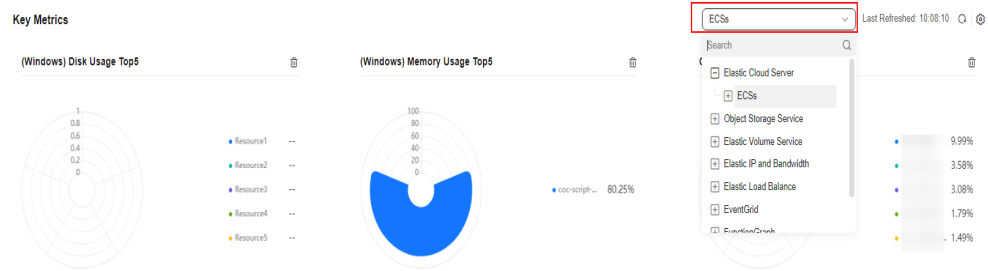 Key Metrics
ECSs
Last Refreshed: 10:08:10
Search
Elastic Cloud Server
ECSs
Object Storage Service
Elastic Volume Service
Elastic IP and Bandwidth
Elastic Load Balance
EventGrid
FunctionGraph
(Windows) Disk Usage Top5
1
0.8
0.6
0.4
0.2
0
Resource1 --
Resource2 --
Resource3 --
Resource4 --
Resource5 --
(Windows) Memory Usage Top5
100
80
60
40
20
0
coc-script-... 80.25%
9.99%
3.58%
3.08%
1.79%
1.49%